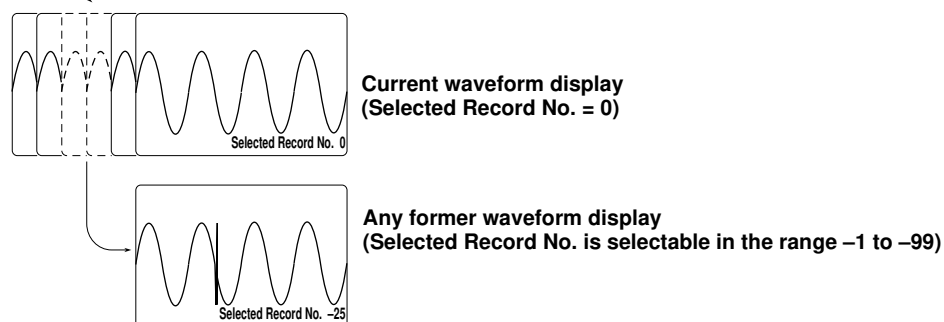 Current waveform display
(Selected Record No. = 0)
Selected Record No. 0
Any former waveform display
(Selected Record No. is selectable in the range –1 to –99)
Selected Record No. –25